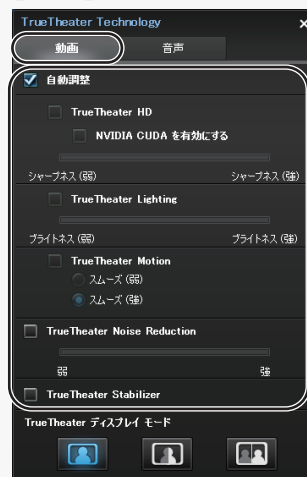 TrueTheater Technology
動画
音声
自動調整
TrueTheater HD
NVIDIA CUDA を有効にする
シャープネス (弱)
シャープネス (強)
TrueTheater Lighting
ブライトネス (弱)
ブライトネス (強)
TrueTheater Motion
スムーズ (弱)
スムーズ (強)
TrueTheater Noise Reduction
弱
強
TrueTheater Stabilizer
TrueTheater ディスプレイ モード